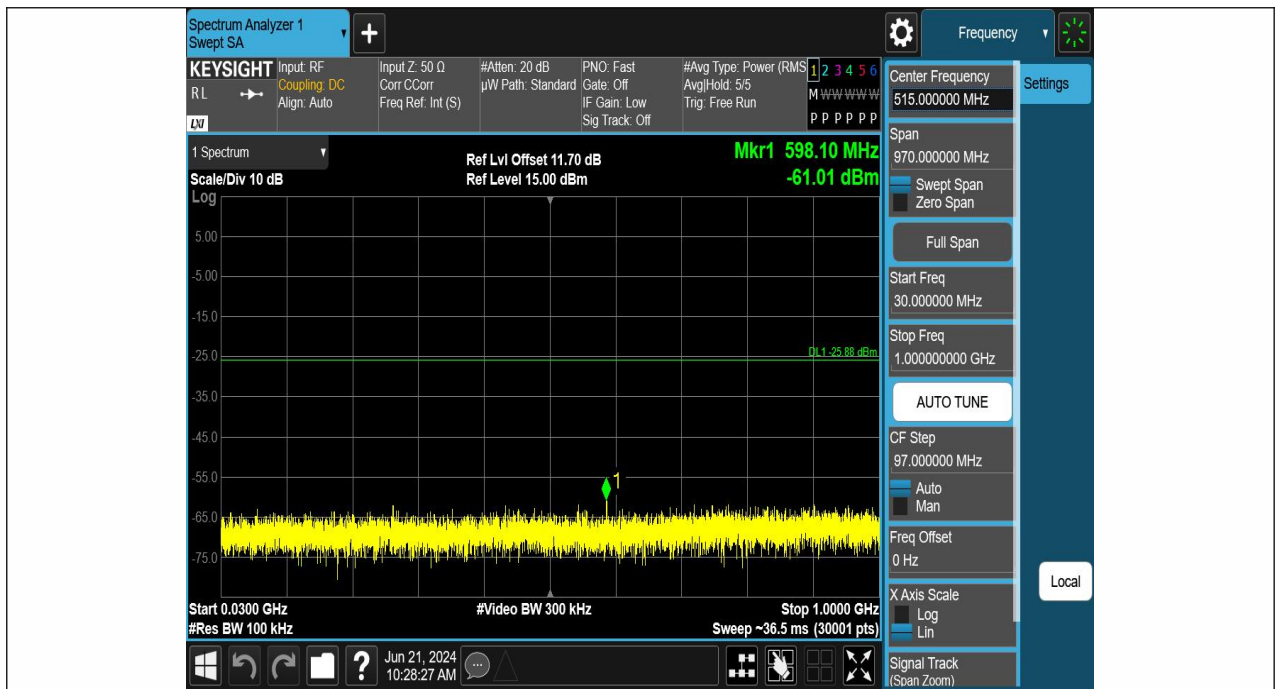 Spectrum Analyzer 1
Swept SA
+
Frequency
KEYSIGHT
RL
LXI
Input: RF
Coupling: DC
Align: Auto
Input Z: 50 Ω
Corr CCorr
Freq Ref: Int (S)
#Atten: 20 dB
µW Path: Standard
PNO: Fast
Gate: Off
IF Gain: Low
Sig Track: Off
#Avg Type: Power (RMS
Avg|Hold: 5/5
Trig: Free Run
1 2 3 4 5 6
M W W W W W
P P P P P P
1 Spectrum
Scale/Div 10 dB
Log
Ref Lvl Offset 11.70 dB
Ref Level 15.00 dBm
Mkr1 598.10 MHz
-61.01 dBm
5.00
-5.00
-15.0
-25.0
DL1 -25.88 dBm
-35.0
-45.0
-55.0
1
-65.0
-75.0
Start 0.0300 GHz
#Video BW 300 kHz
Stop 1.0000 GHz
#Res BW 100 kHz
Sweep ~36.5 ms (30001 pts)
Center Frequency
515.000000 MHz
Settings
Span
970.000000 MHz
Swept Span
Zero Span
Full Span
Start Freq
30.000000 MHz
Stop Freq
1.000000000 GHz
AUTO TUNE
CF Step
97.000000 MHz
Auto
Man
Freq Offset
0 Hz
X Axis Scale
Log
Lin
Signal Track
(Span Zoom)
Local
?
Jun 21, 2024
10:28:27 AM